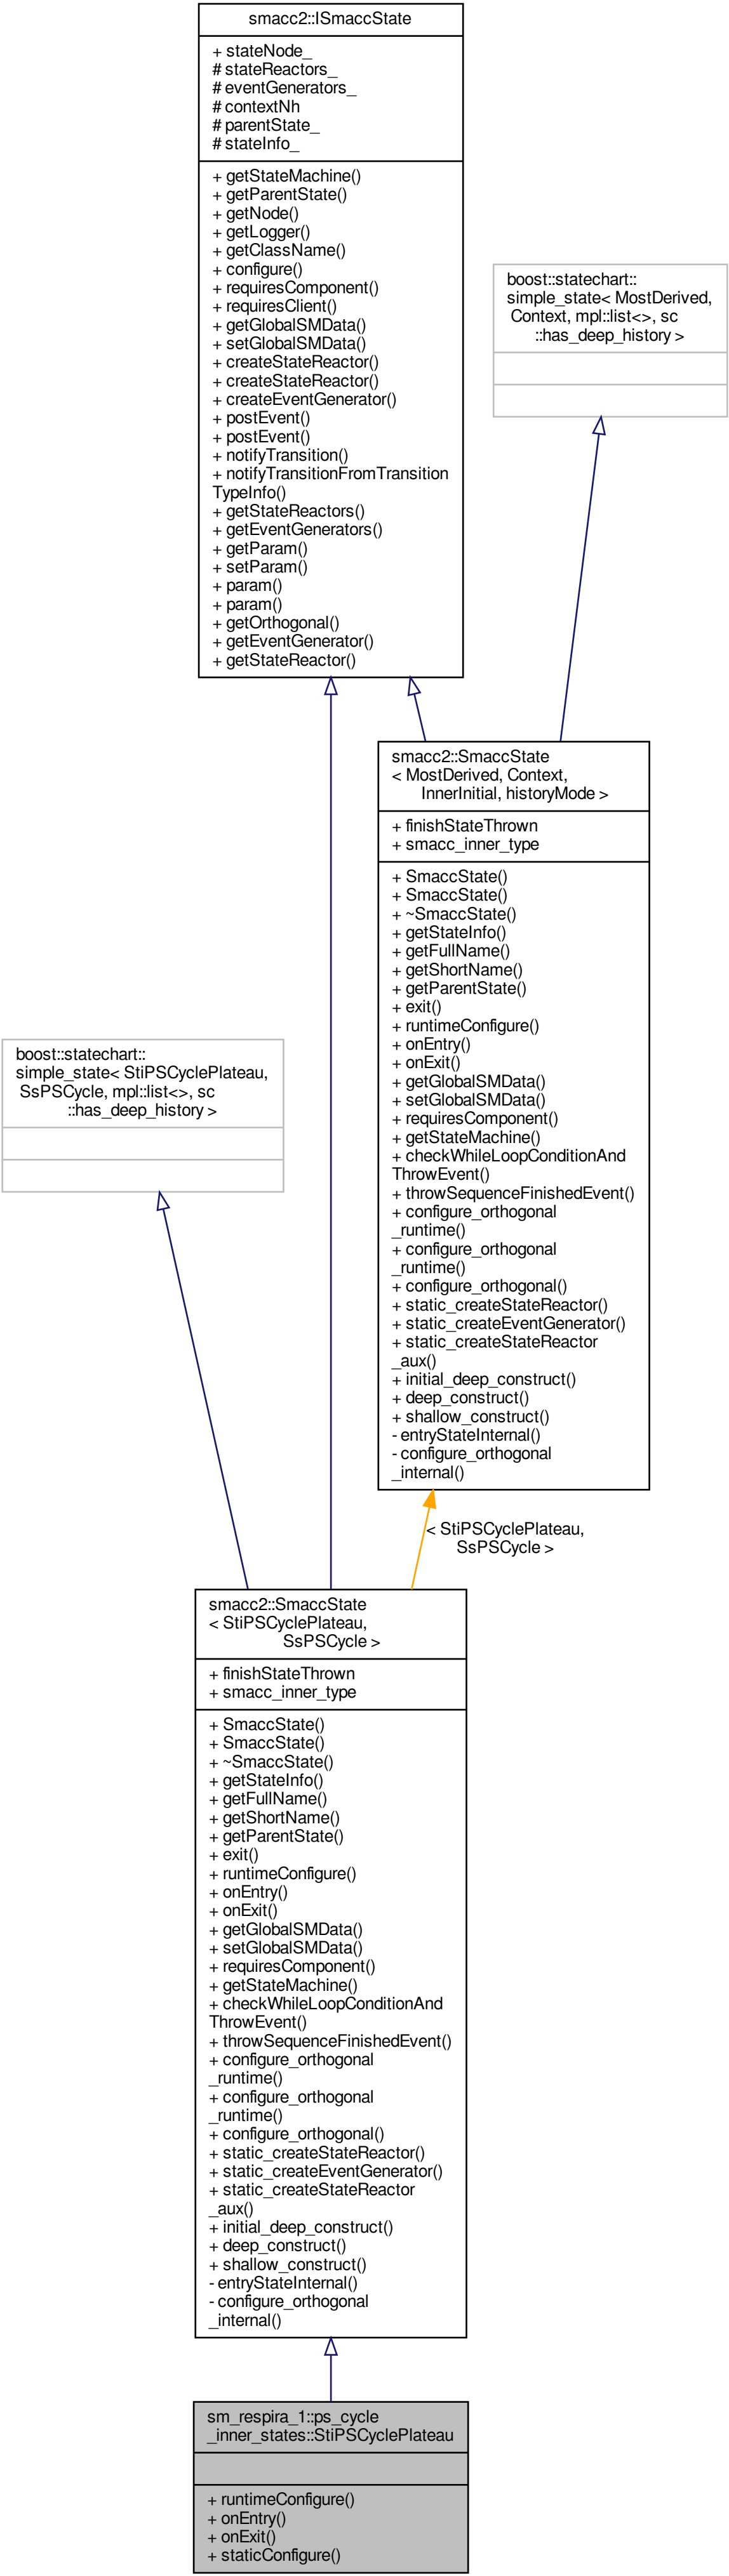 smacc2::ISmaccState
+ stateNode_
# stateReactors_
# eventGenerators_
# contextNh
# parentState_
# stateInfo_
+ getStateMachine()
+ getParentState()
+ getNode()
+ getLogger()
+ getClassName()
+ configure()
+ requiresComponent()
+ requiresClient()
+ getGlobalSMData()
+ setGlobalSMData()
+ createStateReactor()
+ createStateReactor()
+ createEventGenerator()
+ postEvent()
+ postEvent()
+ notifyTransition()
+ notifyTransitionFromTransition
TypeInfo()
+ getStateReactors()
+ getEventGenerators()
+ getParam()
+ setParam()
+ param()
+ param()
+ getOrthogonal()
+ getEventGenerator()
+ getStateReactor()
boost::statechart::
simple_state< MostDerived,
Context, mpl::list<>, sc
::has_deep_history >
smacc2::SmaccState
< MostDerived, Context,
InnerInitial, historyMode >
+ finishStateThrown
+ smacc_inner_type
+ SmaccState()
+ SmaccState()
+ ~SmaccState()
+ getStateInfo()
+ getFullName()
+ getShortName()
+ getParentState()
+ exit()
+ runtimeConfigure()
+ onEntry()
+ onExit()
+ getGlobalSMData()
+ setGlobalSMData()
+ requiresComponent()
+ getStateMachine()
+ checkWhileLoopConditionAnd
ThrowEvent()
+ throwSequenceFinishedEvent()
+ configure_orthogonal
_runtime()
+ configure_orthogonal
_runtime()
+ configure_orthogonal()
+ static_createStateReactor()
+ static_createEventGenerator()
+ static_createStateReactor
_aux()
+ initial_deep_construct()
+ deep_construct()
+ shallow_construct()
- entryStateInternal()
- configure_orthogonal
_internal()
boost::statechart::
simple_state< StiPSCyclePlateau,
SsPSCycle, mpl::list<>, sc
::has_deep_history >
< StiPSCyclePlateau,
SsPSCycle >
smacc2::SmaccState
< StiPSCyclePlateau,
SsPSCycle >
+ finishStateThrown
+ smacc_inner_type
+ SmaccState()
+ SmaccState()
+ ~SmaccState()
+ getStateInfo()
+ getFullName()
+ getShortName()
+ getParentState()
+ exit()
+ runtimeConfigure()
+ onEntry()
+ onExit()
+ getGlobalSMData()
+ setGlobalSMData()
+ requiresComponent()
+ getStateMachine()
+ checkWhileLoopConditionAnd
ThrowEvent()
+ throwSequenceFinishedEvent()
+ configure_orthogonal
_runtime()
+ configure_orthogonal
_runtime()
+ configure_orthogonal()
+ static_createStateReactor()
+ static_createEventGenerator()
+ static_createStateReactor
_aux()
+ initial_deep_construct()
+ deep_construct()
+ shallow_construct()
- entryStateInternal()
- configure_orthogonal
_internal()
sm_respira_1::ps_cycle
_inner_states::StiPSCyclePlateau
+ runtimeConfigure()
+ onEntry()
+ onExit()
+ staticConfigure()